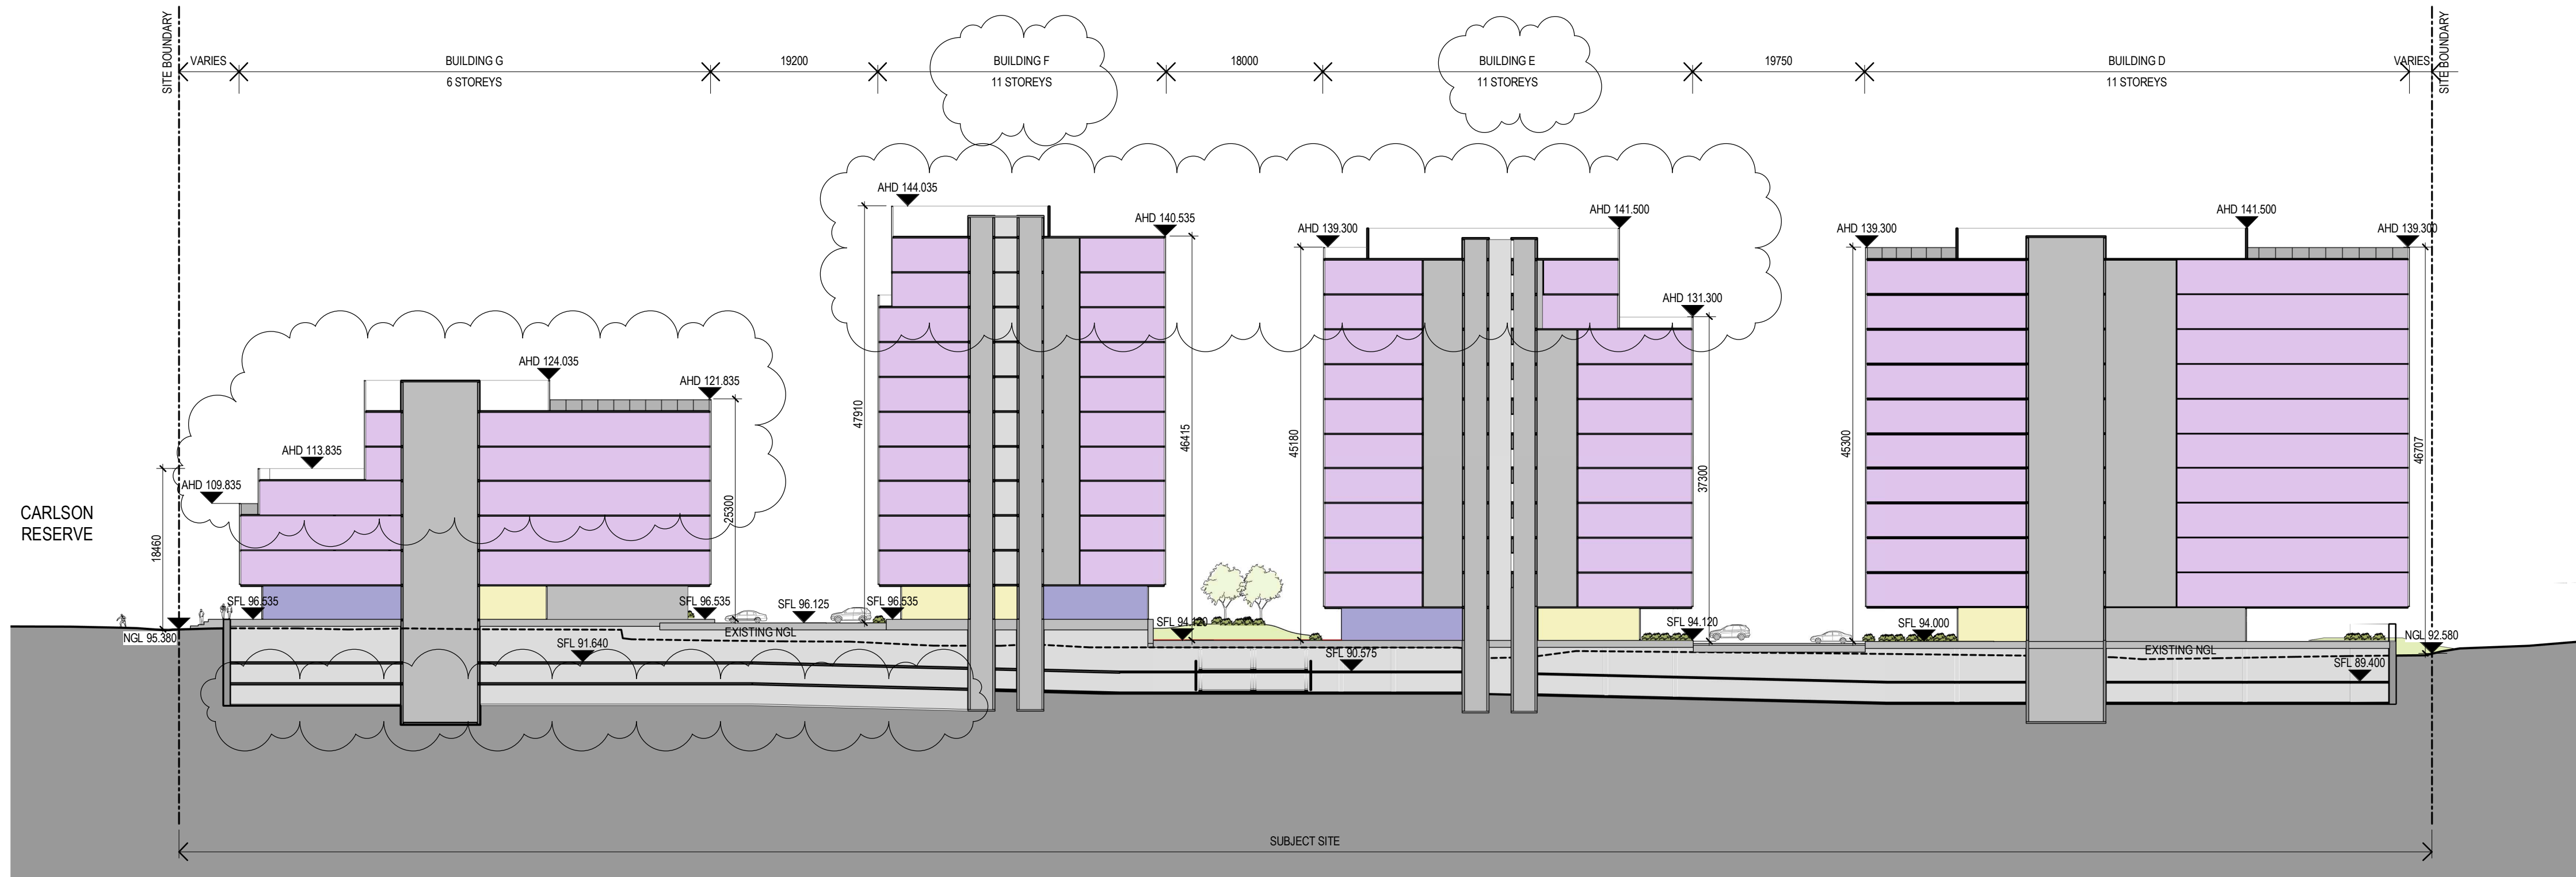 SITE BOUNDARY
VARIES
BUILDING G
6 STOREYS
19200
BUILDING F
11 STOREYS
18000
BUILDING E
11 STOREYS
19750
BUILDING D
11 STOREYS
VARIES
SITE BOUNDARY
AHD 144.035
AHD 140.535
AHD 139.300
AHD 141.500
AHD 131.300
AHD 139.300
AHD 141.500
AHD 139.300
AHD 124.035
AHD 121.835
AHD 113.835
AHD 109.835
CARLSON
RESERVE
18460
25300
47910
46415
45180
37300
45300
46707
NGL 95.380
SFL 96.535
SFL 96.535
SFL 96.125
SFL 96.535
EXISTING NGL
SFL 91.640
SFL 94.120
SFL 90.575
SFL 94.120
SFL 94.000
EXISTING NGL
NGL 92.580
SFL 89.400
SUBJECT SITE